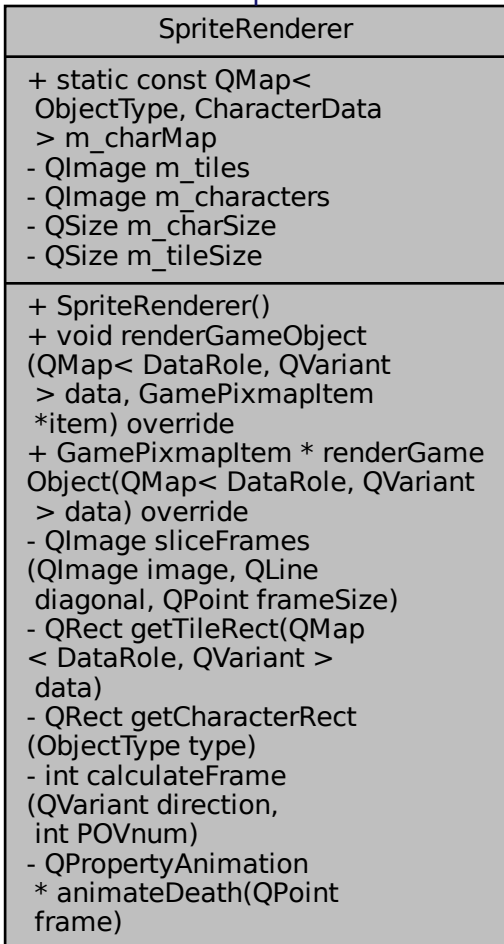 SpriteRenderer
+ static const QMap<
ObjectType, CharacterData
> m_charMap
- QImage m_tiles
- QImage m_characters
- QSize m_charSize
- QSize m_tileSize
+ SpriteRenderer()
+ void renderGameObject
(QMap< DataRole, QVariant
> data, GamePixmapItem
*item) override
+ GamePixmapItem * renderGame
Object(QMap< DataRole, QVariant
> data) override
- QImage sliceFrames
(QImage image, QLine
diagonal, QPoint frameSize)
- QRect getTileRect(QMap
< DataRole, QVariant >
data)
- QRect getCharacterRect
(ObjectType type)
- int calculateFrame
(QVariant direction,
int POVnum)
- QPropertyAnimation
* animateDeath(QPoint
frame)